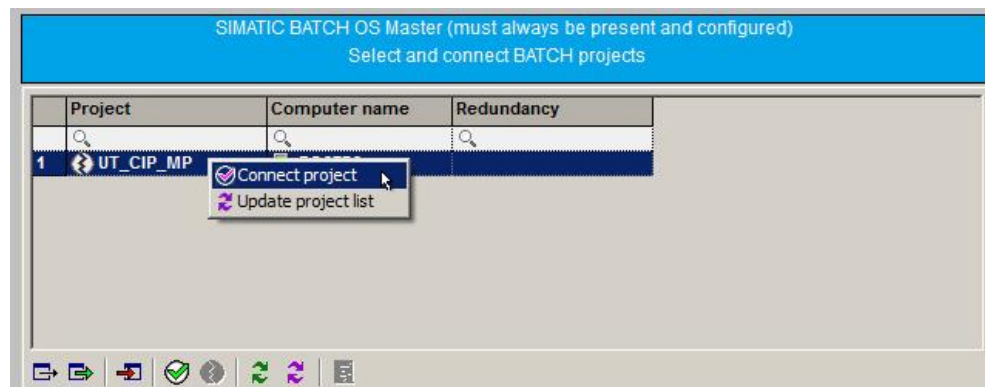 SIMATIC BATCH OS Master (must always be present and configured)
Select and connect BATCH projects
Project Computer name Redundancy
1 UT_CIP_MP
Connect project
Update project list